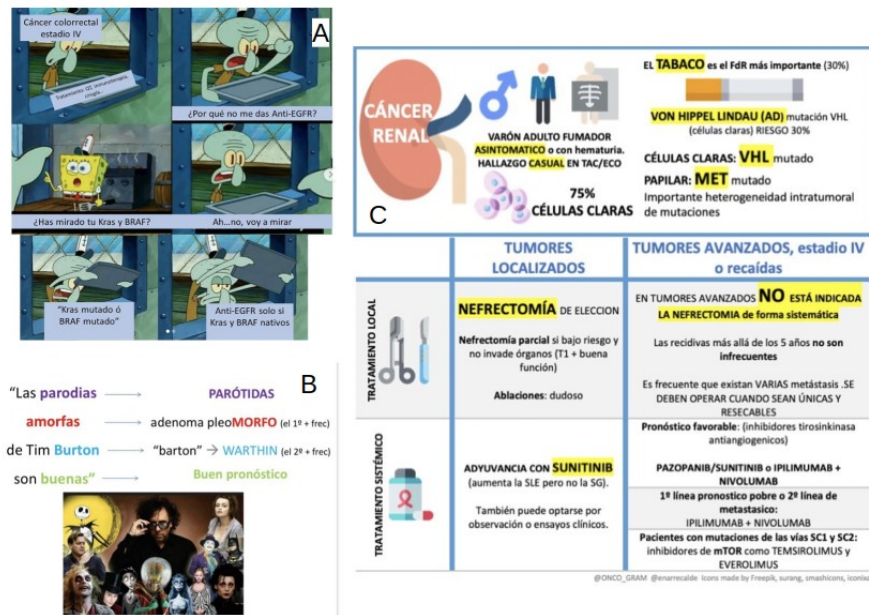 Cáncer colorrectal
estadio IV
A
Tratamiento: QT, inmunoterapia,
cirugía...
¿Por qué no me das Anti-EGFR?
¿Has mirado tu Kras y BRAF?
Ah...no, voy a mirar
"Kras mutado ó
BRAF mutado"
Anti-EGFR solo si
Kras y BRAF nativos
B
"Las parodias
PARÓTIDAS
amorfas
adenoma pleoMORFO (el 1º + frec)
de Tim Burton
"barton" → WARTHIN (el 2º + frec)
son buenas"
Buen pronóstico
C
CÁNCER
RENAL
VARÓN ADULTO FUMADOR
ASINTOMATICO o con hematuria.
HALLAZGO CASUAL EN TAC/ECO
75%
CÉLULAS CLARAS
EL TABACO es el FdR más importante (30%)
VON HIPPEL LINDAU (AD) mutación VHL
(células claras) RIESGO 30%
CÉLULAS CLARAS: VHL mutado
PAPILAR: MET mutado
Importante heterogeneidad intratumoral
de mutaciones
TUMORES
LOCALIZADOS
TUMORES AVANZADOS, estadio IV
o recaídas
TRATAMIENTO LOCAL
NEFRECTOMÍA DE ELECCION
Nefrectomía parcial si bajo riesgo y
no invade órganos (T1 + buena
función)
Ablaciones: dudoso
EN TUMORES AVANZADOS NO ESTÁ INDICADA
LA NEFRECTOMIA de forma sistemática
Las recidivas más allá de los 5 años no son
infrecuentes
Es frecuente que existan VARIAS metástasis .SE
DEBEN OPERAR CUANDO SEAN ÚNICAS Y
RESECABLES
TRATAMIENTO SISTÉMICO
ADYUVANCIA CON SUNITINIB
(aumenta la SLE pero no la SG).
También puede optarse por
observación o ensayos clínicos.
Pronóstico favorable: (inhibidores tirosinkinasa
antiangiogenicos)
PAZOPANIB/SUNITINIB o IPILIMUMAB +
NIVOLUMAB
1º línea pronostico pobre o 2º línea de
metastasico:
IPILIMUMAB + NIVOLUMAB
Pacientes con mutaciones de las vías SC1 y SC2:
inhibidores de mTOR como TEMSIROLIMUS y
EVEROLIMUS
@ONCO_GRAM @enarrecalde Icons made by Freepik, surang, smashicons, iconixar